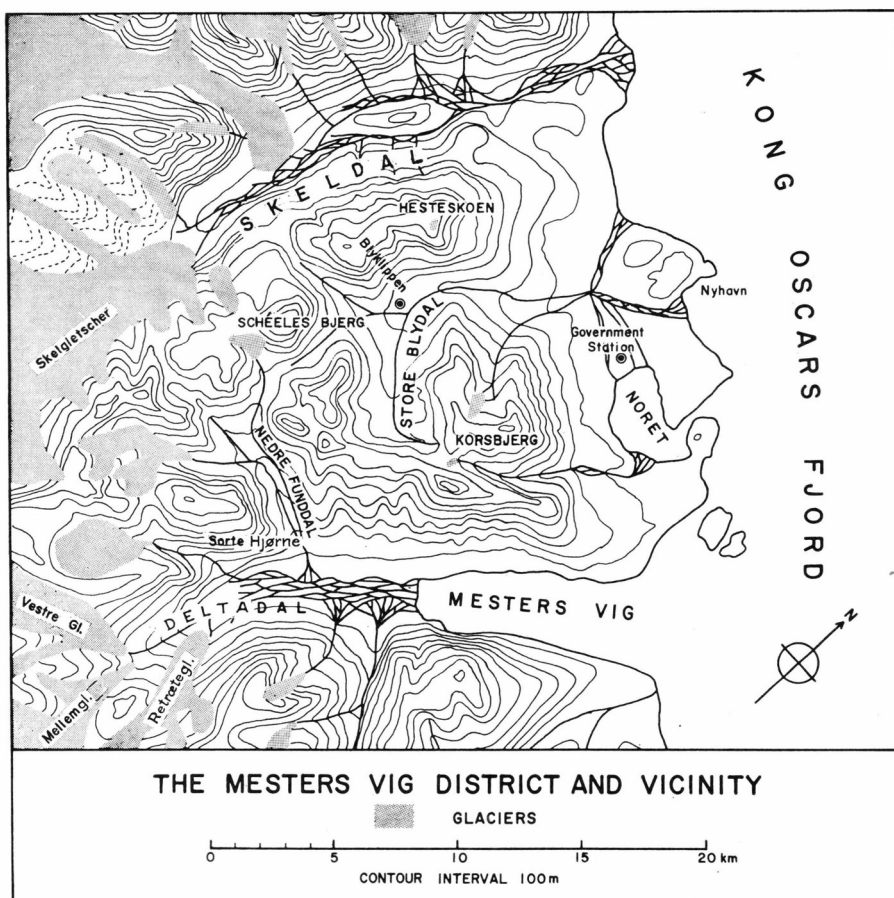 KONG OSCARS FJORD
SKELDAL
HESTESKOEN
Blyklippen
Nyhavn
SCHÉELES BJERG
Government
Station
Skelgletscher
STORE BLYDAL
NORET
KORSBJERG
NEDRE FUNDDAL
Sorte Hjørne
DELTADAL
MESTERS VIG
Vestre Gl.
Mellemgl.
Retrætegl.
N
THE MESTERS VIG DISTRICT AND VICINITY
GLACIERS
0 5 10 15 20 km
CONTOUR INTERVAL 100m